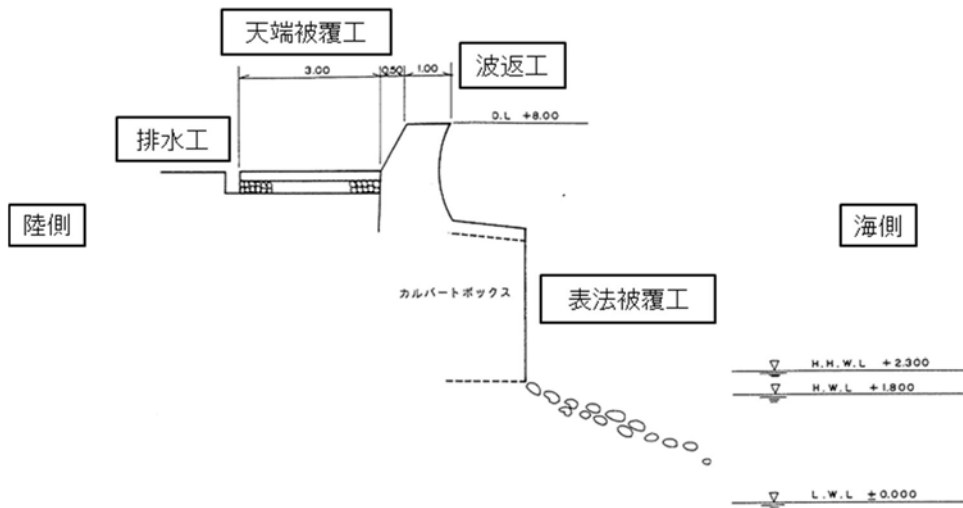 天端被覆工
3.00
0.50
1.00
波返工
D.L +8.00
排水工
陸側
海側
カルバートボックス
表法被覆工
H.H.W.L +2.300
H.W.L +1.800
L.W.L ±0.000